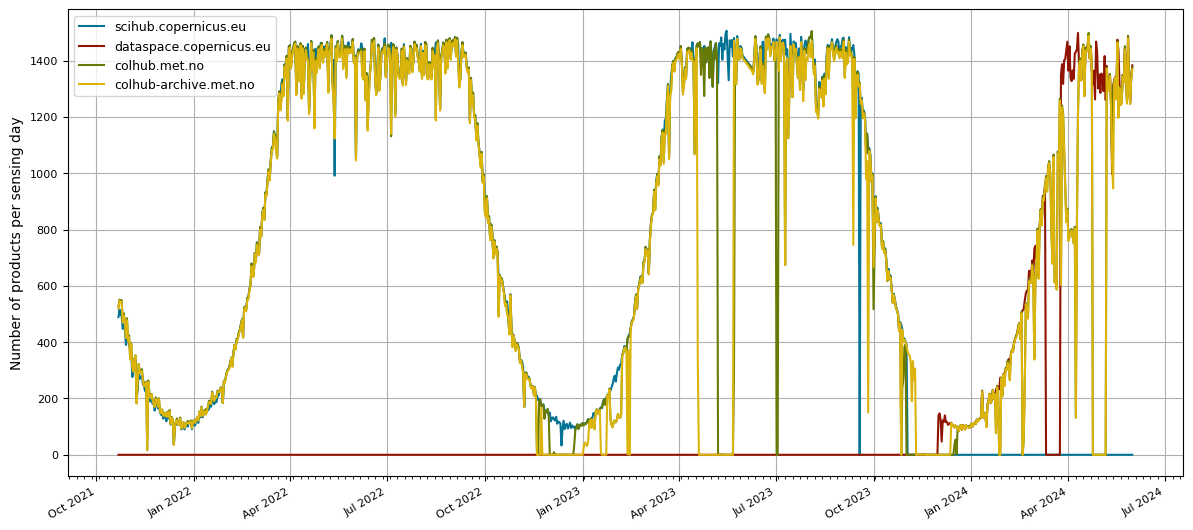 scihub.copernicus.eu
dataspace.copernicus.eu
colhub.met.no
colhub-archive.met.no
Number of products per sensing day
1400
1200
1000
800
600
400
200
0
Oct 2021
Jan 2022
Apr 2022
Jul 2022
Oct 2022
Jan 2023
Apr 2023
Jul 2023
Oct 2023
Jan 2024
Apr 2024
Jul 2024